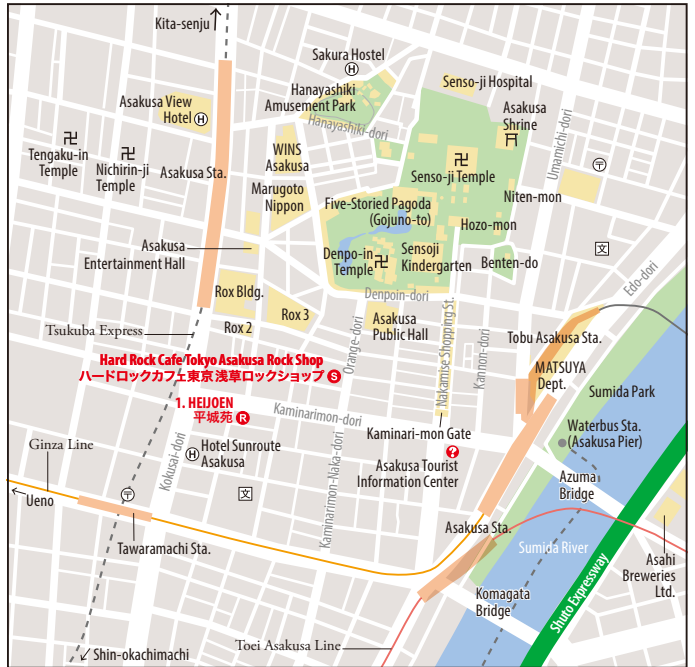 Kita-senju
Sakura Hostel
H
Hanayashiki
Amusement Park
Hanayashiki-dori
Senso-ji Hospital
Asakusa
Shrine
Umamichi-dori
Asakusa View
Hotel H
Tengaku-in
Temple
Nichirin-ji
Temple
Asakusa Sta.
WINS
Asakusa
Marugoto
Nippon
Senso-ji Temple
〒
Niten-mon
Five-Storied Pagoda
(Gojuno-to)
Hozo-mon
文
Asakusa
Entertainment Hall
Denpo-in
Temple
Sensoji
Kindergarten
Benten-do
Edo-dori
Rox Bldg.
Rox 2
Rox 3
Denpoin-dori
Asakusa
Public Hall
Orange-dori
Nakamise Shopping St.
Kannon-dori
Tobu Asakusa Sta.
MATSUYA
Dept.
Tsukuba Express
Hard Rock Cafe Tokyo Asakusa Rock Shop
ハードロックカフェ東京 浅草ロックショップ S
1. HEIJOEN
平城苑 R
Kaminarimon-dori
Kaminari-mon Gate
?
Asakusa Tourist
Information Center
Sumida Park
Waterbus Sta.
(Asakusa Pier)
Azuma
Bridge
Ginza Line
Ueno
Kokusai-dori
H Hotel Sunroute
Asakusa
〒
文
Kaminarimon-Naka-dori
Tawaramachi Sta.
Asakusa Sta.
Sumida River
Komagata
Bridge
Shuto Expressway
Asahi
Breweries
Ltd.
Toei Asakusa Line
Shin-okachimachi